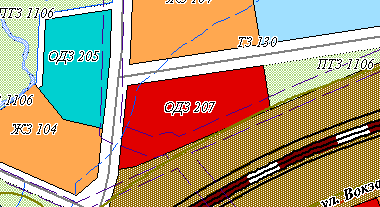 ПТЗ 1106
ТЗ 130
ОДЗ 205
ПТЗ 1106
1106
ОДЗ 207
ЖЗ 104
ул. Вокза